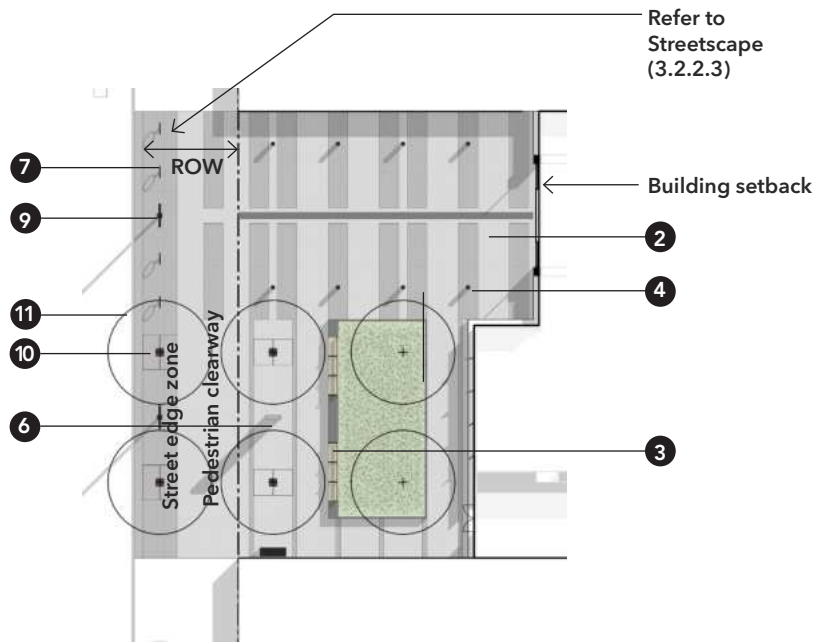 Refer to
Streetscape
(3.2.2.3)
ROW
7
Building setback
9
2
4
11
10
Street edge zone
Pedestrian clearway
6
3